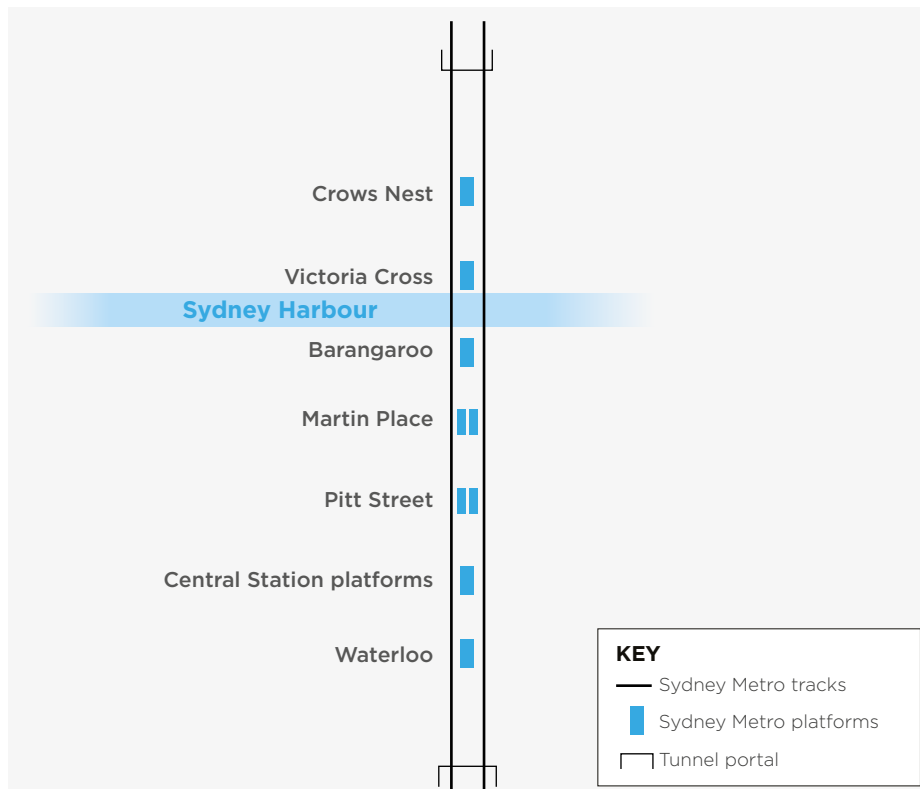 Crows Nest
Victoria Cross
Sydney Harbour
Barangaroo
Martin Place
Pitt Street
Central Station platforms
Waterloo
KEY
Sydney Metro tracks
Sydney Metro platforms
Tunnel portal